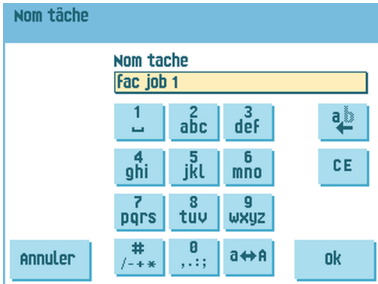 Nom tâche
Nom tache
fac job 1
1 2 3
␣ abc def
ab
←
4 5 6
ghi jkl mno
CE
7 8 9
pqrs tuv wxyz
# 0
/-+* ,.:; a↔A
Annuler
Ok